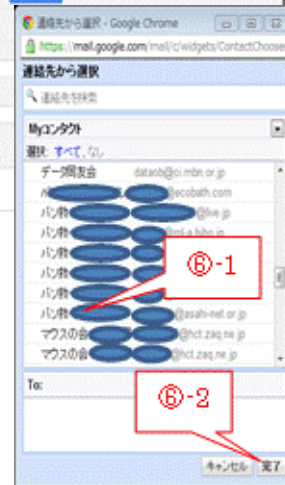 連絡先から選択 - Google Chrome
https://mail.google.com/mail/c/widgets/ContactChoose
連絡先から選択
連絡先を検索
Myコンタクト
選択: すべて, なし
データ同友会 dataob@ci.mbn.or.jp
@ecobath.com
パン教 @live.jp
パン教
パン教
⑥-1
パン教
パン教
パン教 @asahi-net.or.jp
マウスの会 @hct.zaq.ne.jp
マウスの会 @hct.zaq.ne.jp
To:
⑥-2
キャンセル 完了